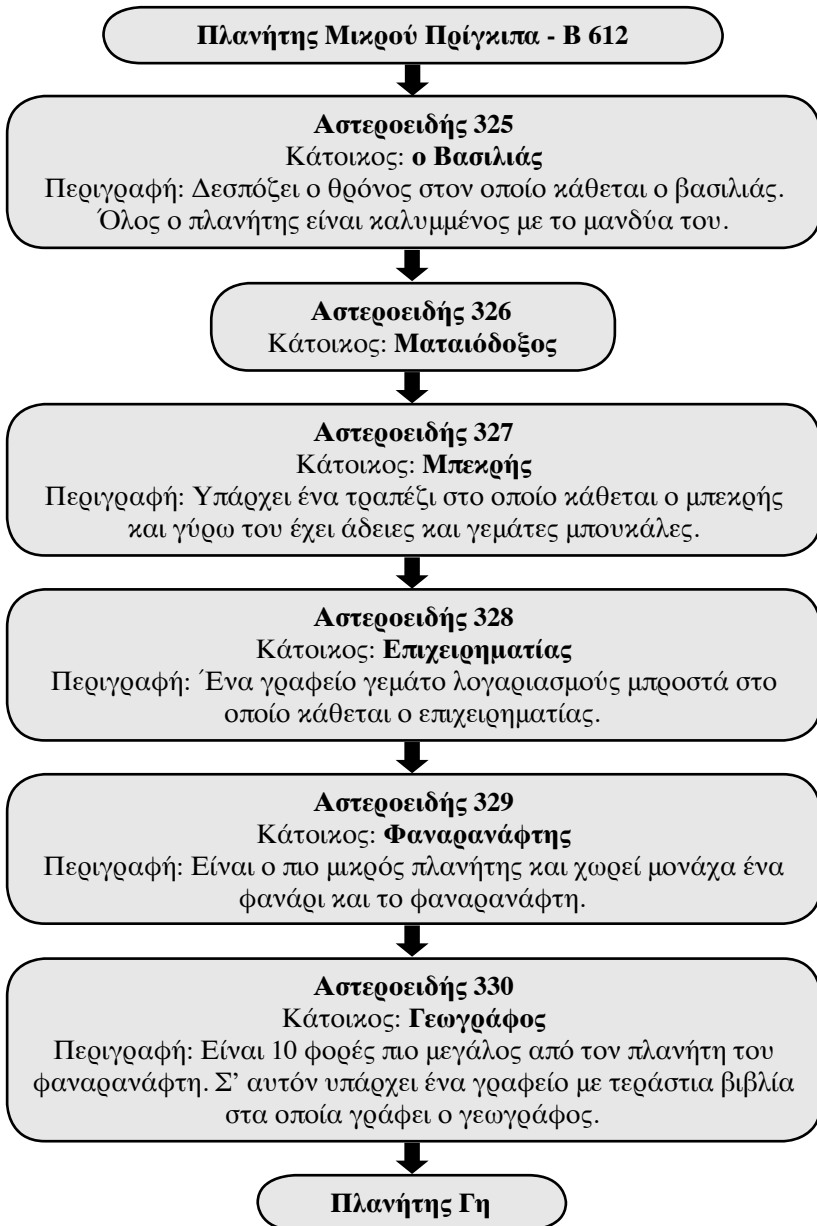 Πλανήτης Μικρού Πρίγκιπα - Β 612
Αστεροειδής 325
Κάτοικος: ο Βασιλιάς
Περιγραφή: Δεσπόζει ο θρόνος στον οποίο κάθεται ο βασιλιάς.
Όλος ο πλανήτης είναι καλυμμένος με το μανδύα του.
Αστεροειδής 326
Κάτοικος: Ματαιόδοξος
Αστεροειδής 327
Κάτοικος: Μπεκρής
Περιγραφή: Υπάρχει ένα τραπέζι στο οποίο κάθεται ο μπεκρής
και γύρω του έχει άδειες και γεμάτες μπουκάλες.
Αστεροειδής 328
Κάτοικος: Επιχειρηματίας
Περιγραφή: Ένα γραφείο γεμάτο λογαριασμούς μπροστά στο
οποίο κάθεται ο επιχειρηματίας.
Αστεροειδής 329
Κάτοικος: Φαναρανάφτης
Περιγραφή: Είναι ο πιο μικρός πλανήτης και χωρεί μονάχα ένα
φανάρι και το φαναρανάφτη.
Αστεροειδής 330
Κάτοικος: Γεωγράφος
Περιγραφή: Είναι 10 φορές πιο μεγάλος από τον πλανήτη του
φαναρανάφτη. Σ’ αυτόν υπάρχει ένα γραφείο με τεράστια βιβλία
στα οποία γράφει ο γεωγράφος.
Πλανήτης Γη